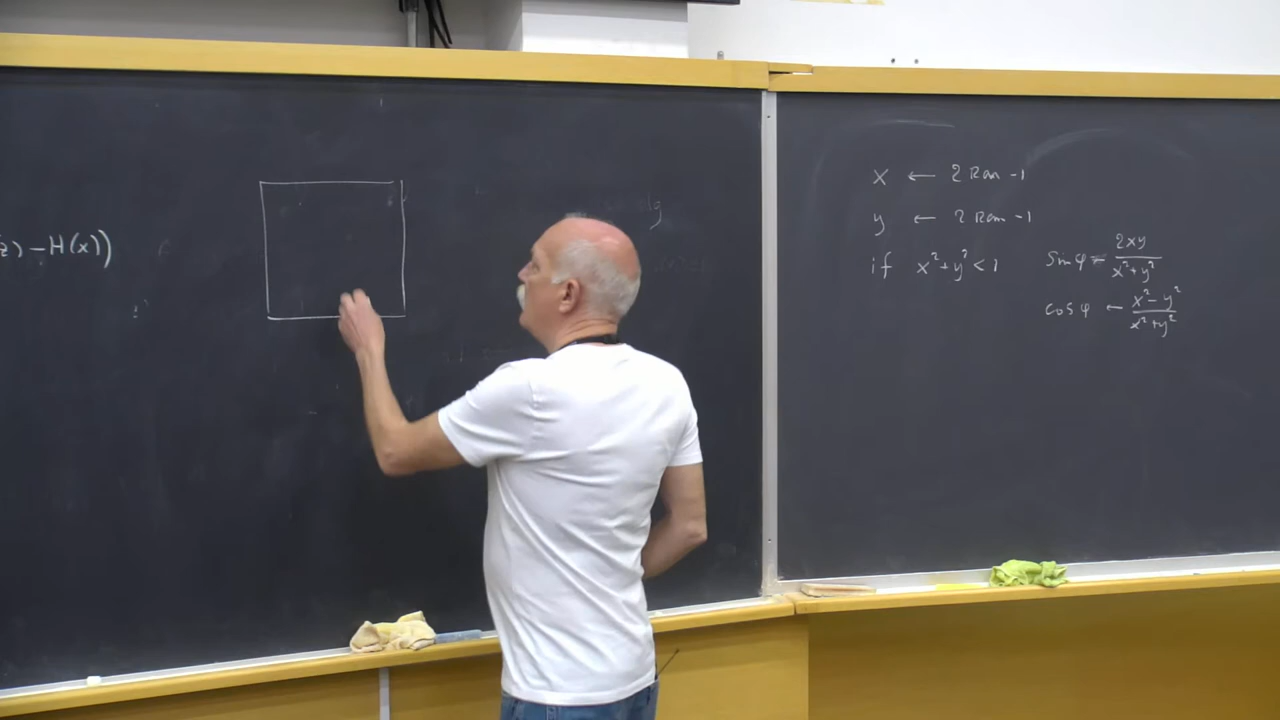 ) – H(x))
x ← 2 Ran – 1
y ← 2 Ran – 1
if x² + y² < 1
sin φ = 2xy / x² + y²
cos φ ← x² – y² / x² + y²